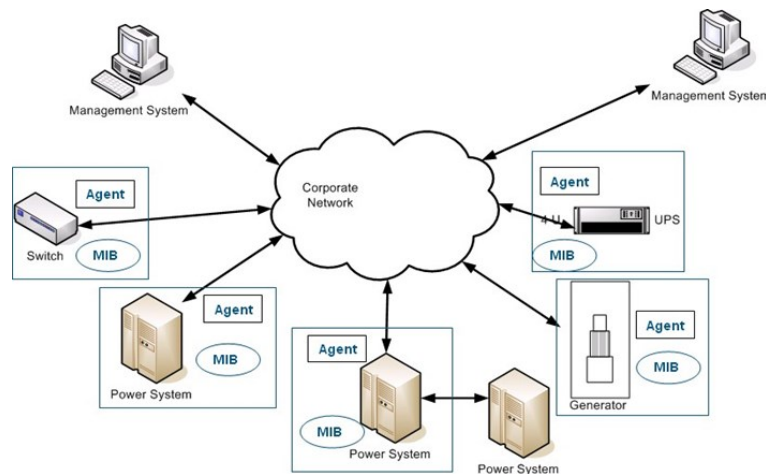 Management System
Management System
Corporate
Network
Agent
Switch
MIB
Agent
4 U
UPS
MIB
Agent
MIB
Power System
Agent
MIB
Power System
Power System
Agent
MIB
Generator